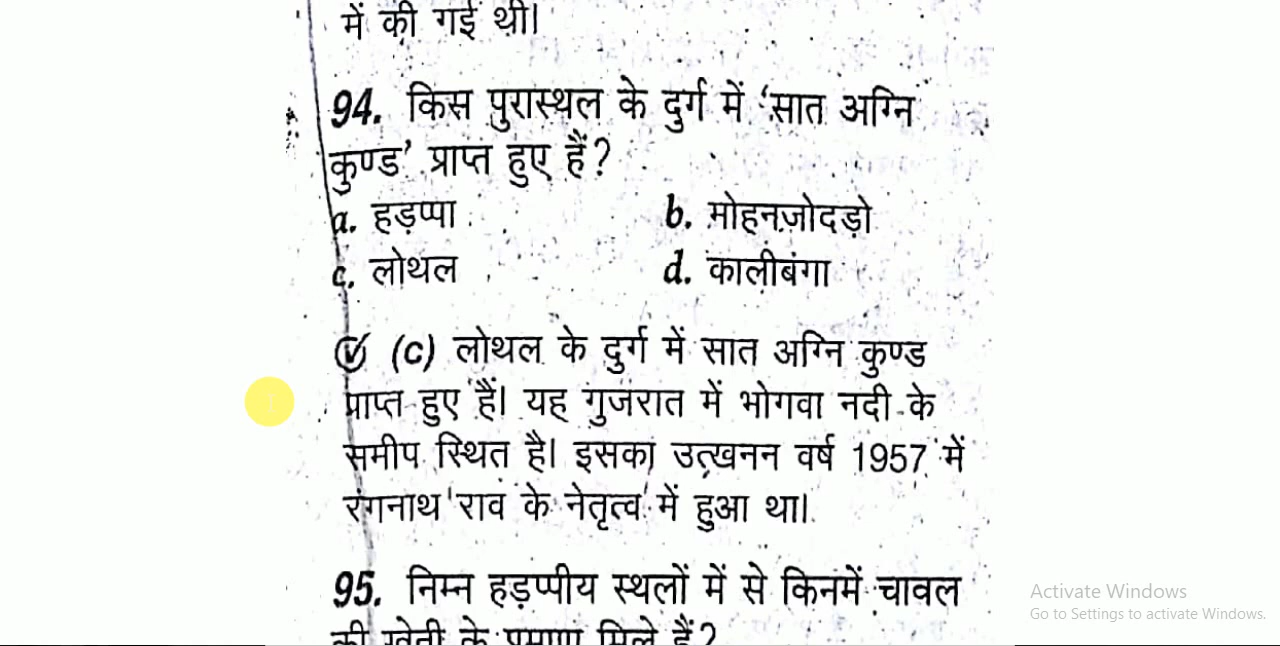 में की गई थी।
94. किस पुरास्थल के दुर्ग में 'सात अग्नि
कुण्ड' प्राप्त हुए हैं?
a. हड़प्पा b. मोहनजोदड़ो
c. लोथल d. कालीबंगा
(c) लोथल के दुर्ग में सात अग्नि कुण्ड
प्राप्त हुए हैं। यह गुजरात में भोगवा नदी के
समीप स्थित है। इसका उत्खनन वर्ष 1957 में
रंगनाथ राव के नेतृत्व में हुआ था।
95. निम्न हड़प्पीय स्थलों में से किनमें चावल
की खेती के प्रमाण मिले हैं?
Activate Windows
Go to Settings to activate Windows.